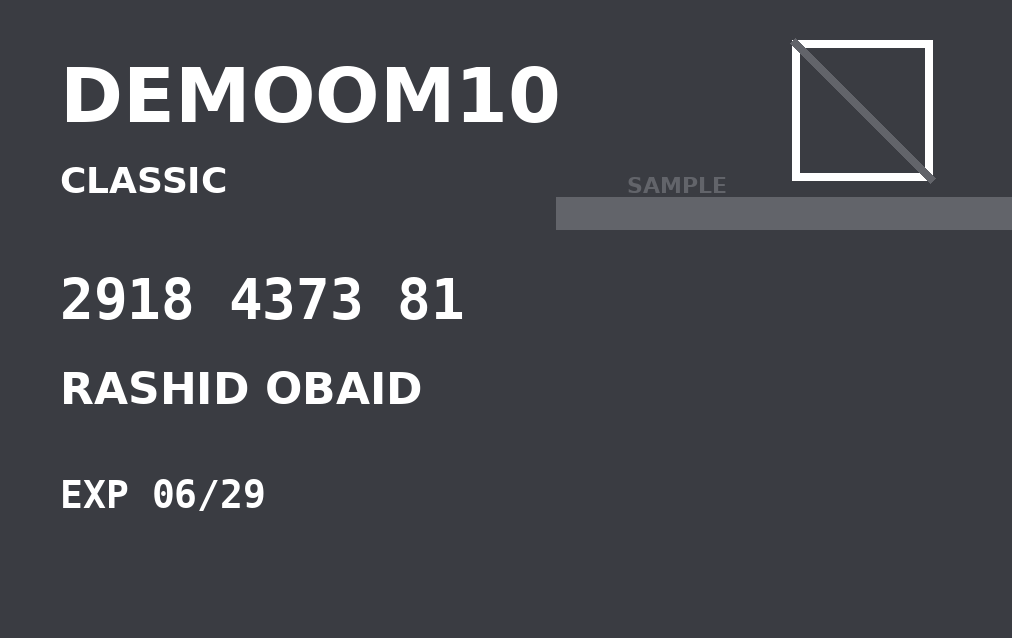 DEMOOM10
CLASSIC
SAMPLE
2918 4373 81
RASHID OBAID
EXP 06/29